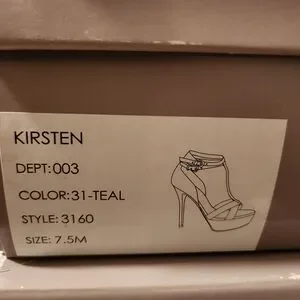 KIRSTEN
DEPT:003
COLOR:31-TEAL
STYLE:3160
SIZE:7.5M